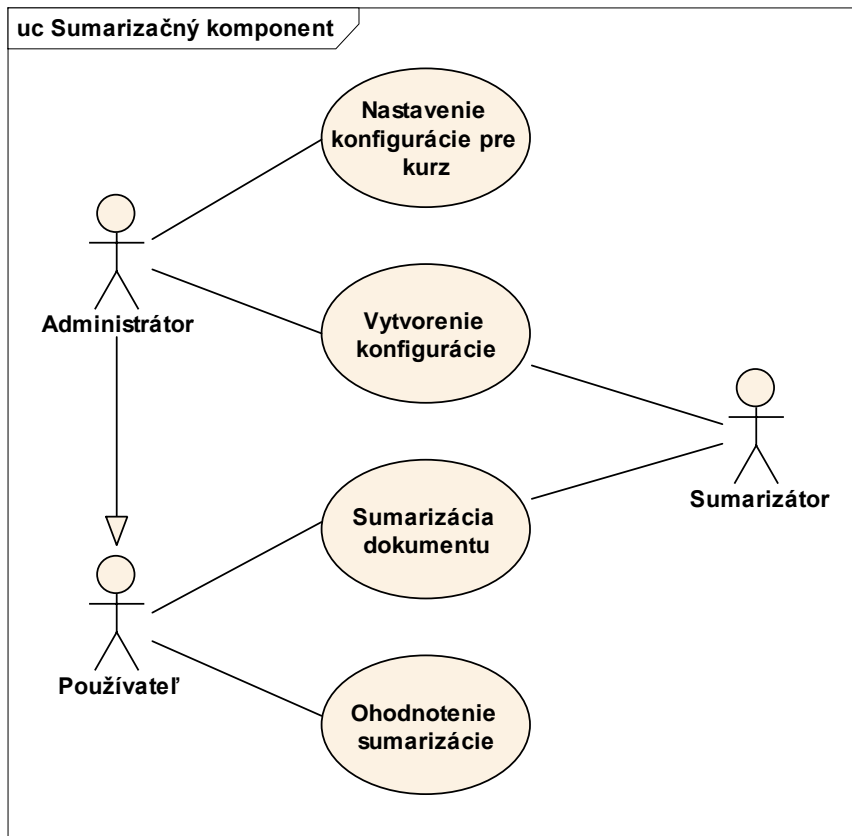 uc Sumarizačný komponent
Nastavenie
konfigurácie pre
kurz
Administrátor
Vytvorenie
konfigurácie
Sumarizátor
Sumarizácia
dokumentu
Používateľ
Ohodnotenie
sumarizácie